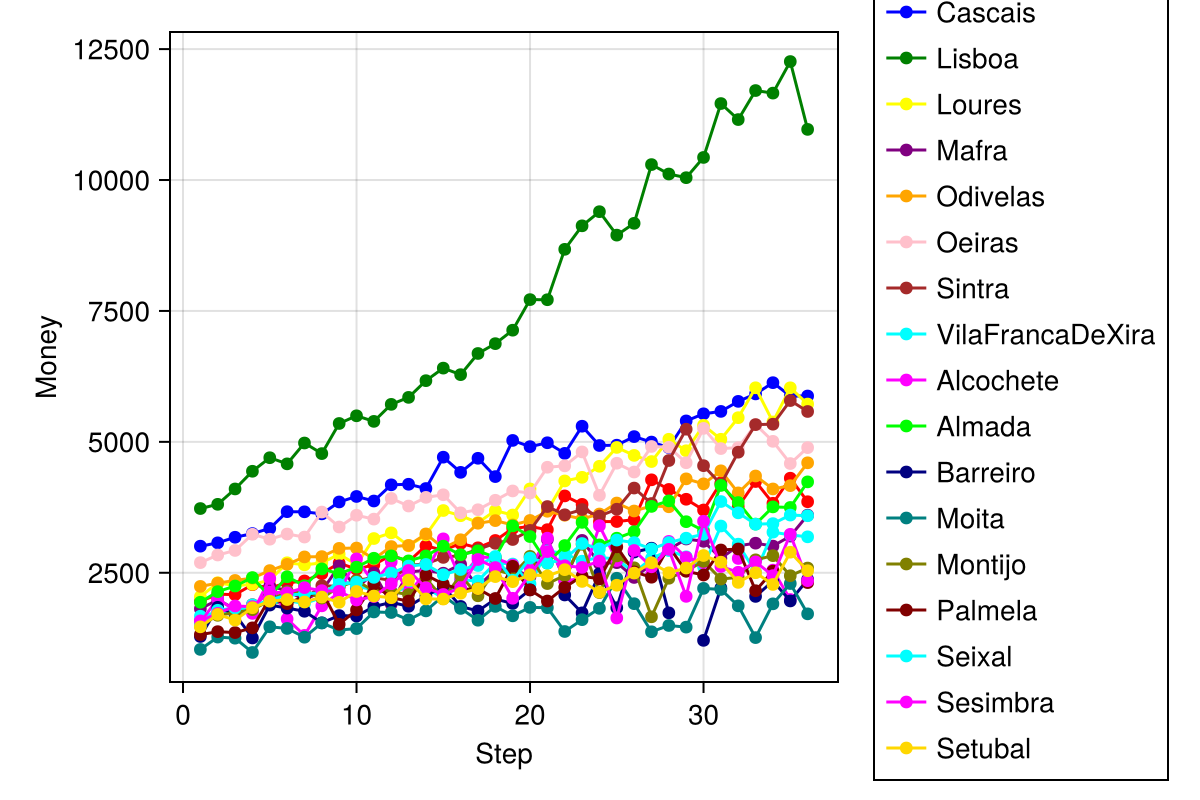 12500
10000
7500
5000
2500
Money
0 10 20 30
Step
Cascais
Lisboa
Loures
Mafra
Odivelas
Oeiras
Sintra
VilaFrancaDeXira
Alcochete
Almada
Barreiro
Moita
Montijo
Palmela
Seixal
Sesimbra
Setubal